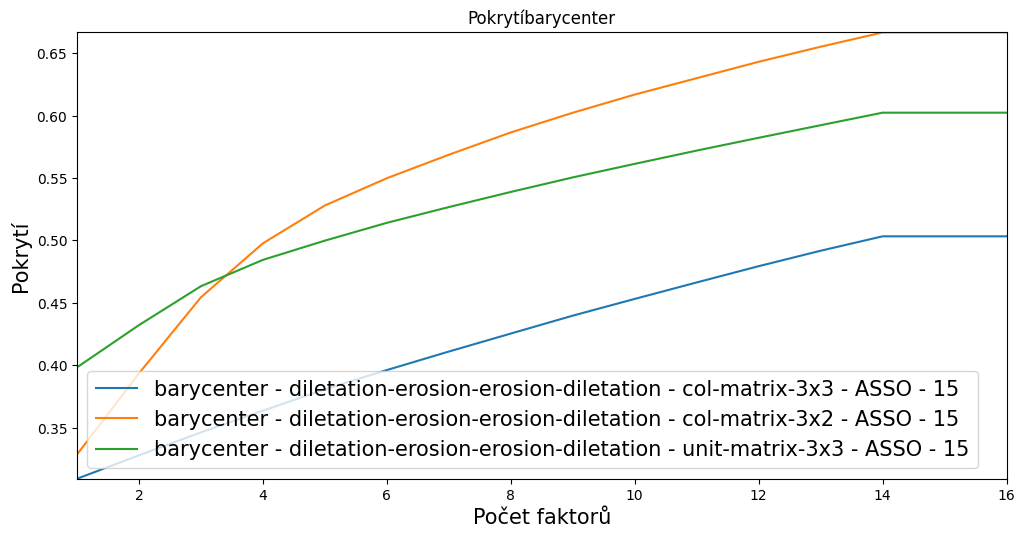 Pokrytíbarycenter
Pokrytí
0.65
0.60
0.55
0.50
0.45
0.40
0.35
barycenter - diletation-erosion-erosion-diletation - col-matrix-3x3 - ASSO - 15
barycenter - diletation-erosion-erosion-diletation - col-matrix-3x2 - ASSO - 15
barycenter - diletation-erosion-erosion-diletation - unit-matrix-3x3 - ASSO - 15
2 4 6 8 10 12 14 16
Počet faktorů